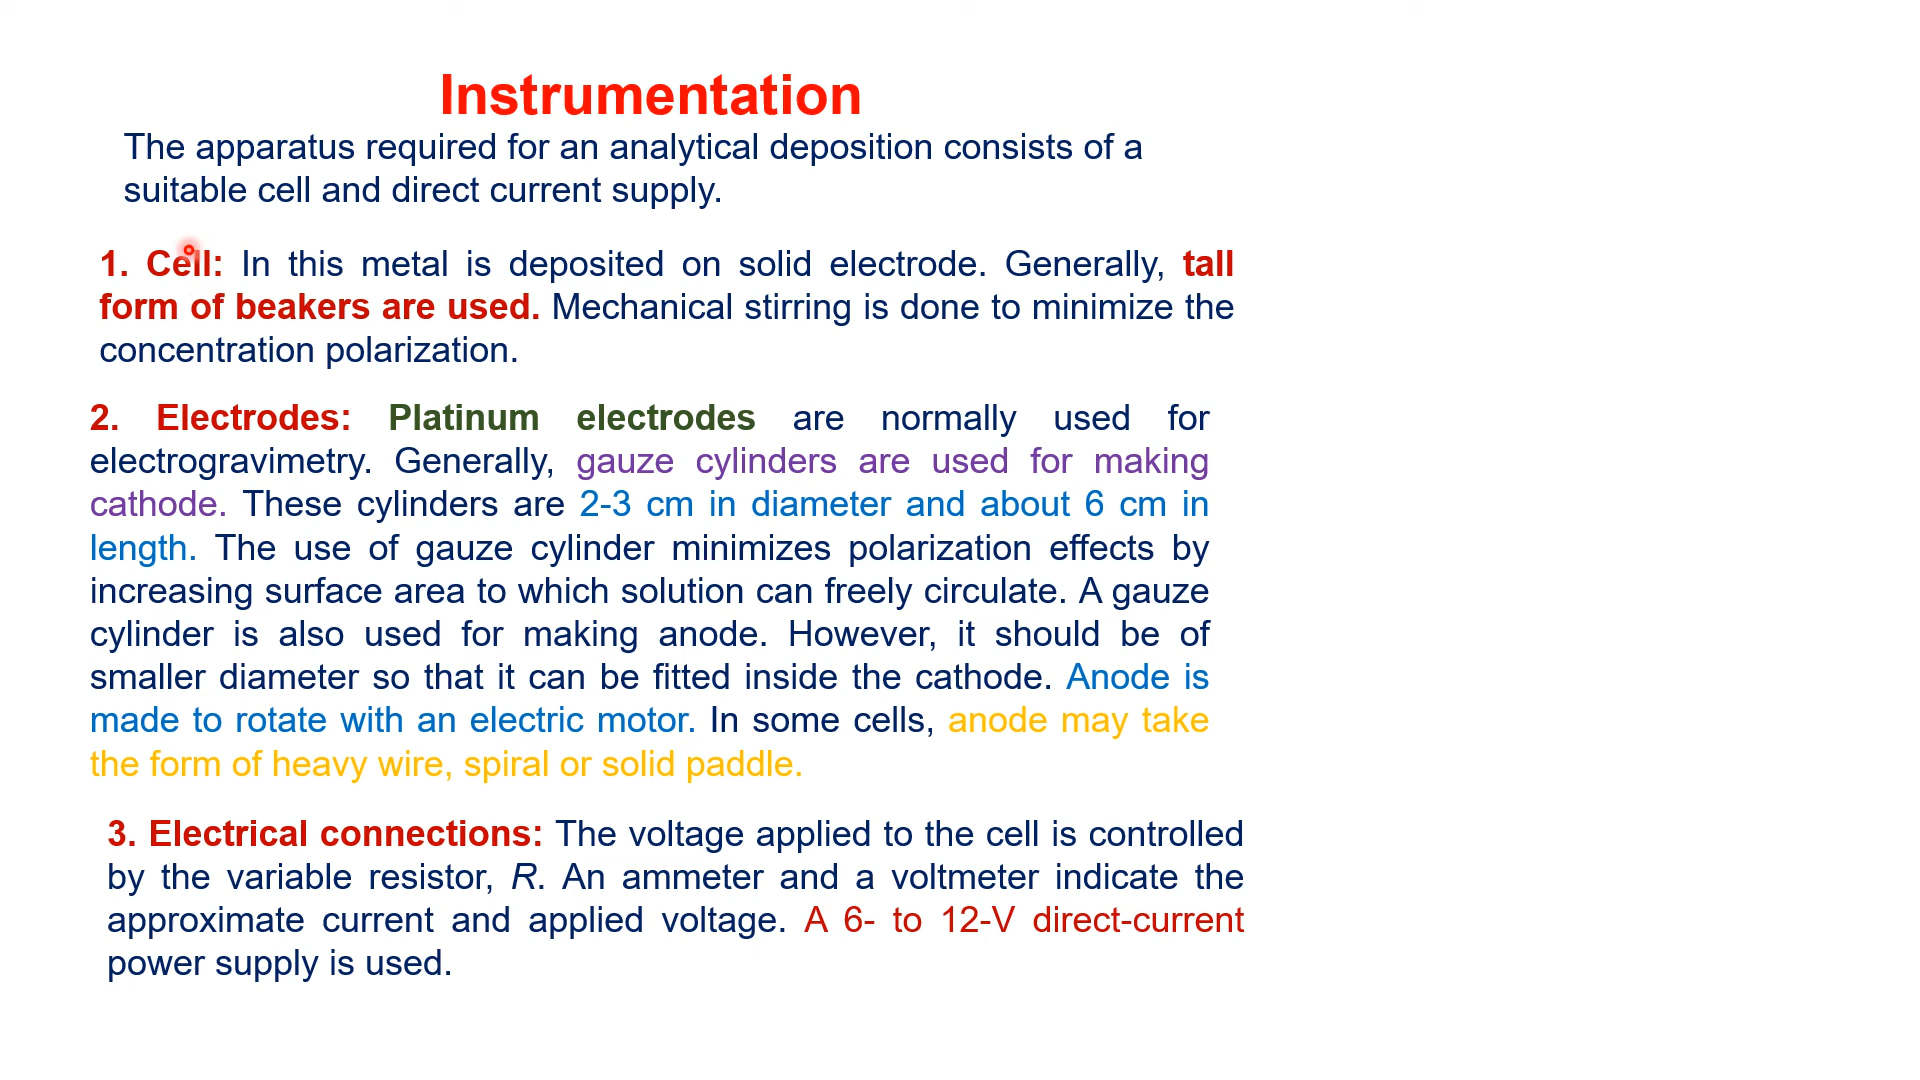 Instrumentation
The apparatus required for an analytical deposition consists of a
suitable cell and direct current supply.
1. Cell: In this metal is deposited on solid electrode. Generally, tall
form of beakers are used. Mechanical stirring is done to minimize the
concentration polarization.
2. Electrodes: Platinum electrodes are normally used for
electrogravimetry. Generally, gauze cylinders are used for making
cathode. These cylinders are 2-3 cm in diameter and about 6 cm in
length. The use of gauze cylinder minimizes polarization effects by
increasing surface area to which solution can freely circulate. A gauze
cylinder is also used for making anode. However, it should be of
smaller diameter so that it can be fitted inside the cathode. Anode is
made to rotate with an electric motor. In some cells, anode may take
the form of heavy wire, spiral or solid paddle.
3. Electrical connections: The voltage applied to the cell is controlled
by the variable resistor, R. An ammeter and a voltmeter indicate the
approximate current and applied voltage. A 6- to 12-V direct-current
power supply is used.